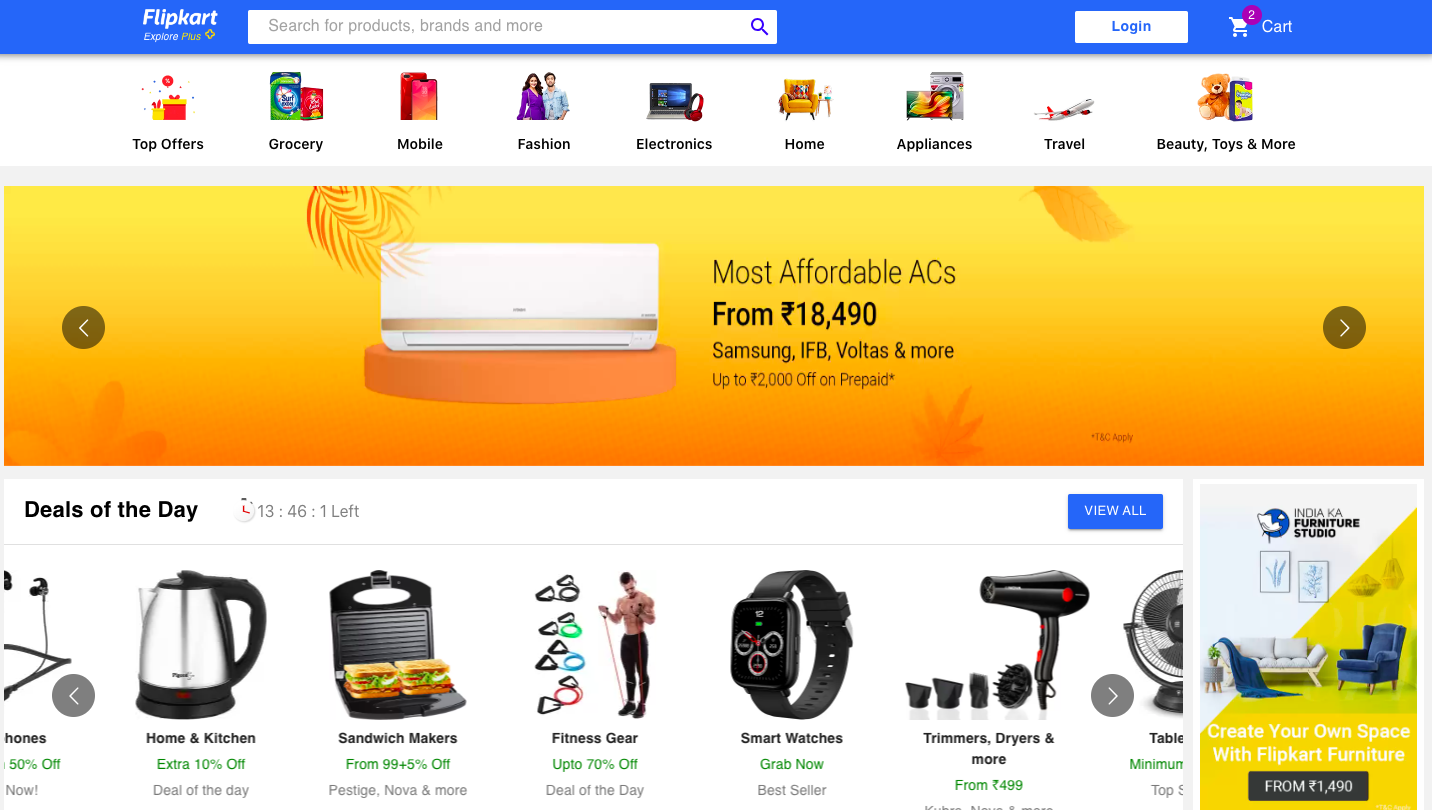 Flipkart
Explore Plus
Search for products, brands and more
Login
2
Cart
Top Offers
Grocery
Mobile
Fashion
Electronics
Home
Appliances
Travel
Beauty, Toys & More
Most Affordable ACs
From ₹18,490
Samsung, IFB, Voltas & more
Up to ₹2,000 Off on Prepaid*
*T&C Apply
Deals of the Day
13 : 46 : 1 Left
VIEW ALL
hones
50% Off
Now!
Home & Kitchen
Extra 10% Off
Deal of the day
Sandwich Makers
From 99+5% Off
Pestige, Nova & more
Fitness Gear
Upto 70% Off
Deal of the Day
Smart Watches
Grab Now
Best Seller
Trimmers, Dryers &
more
From ₹499
Kubra, Nova & more
Table
Minimum
Top S
INDIA KA
FURNITURE
STUDIO
Create Your Own Space
With Flipkart Furniture
FROM ₹1,490